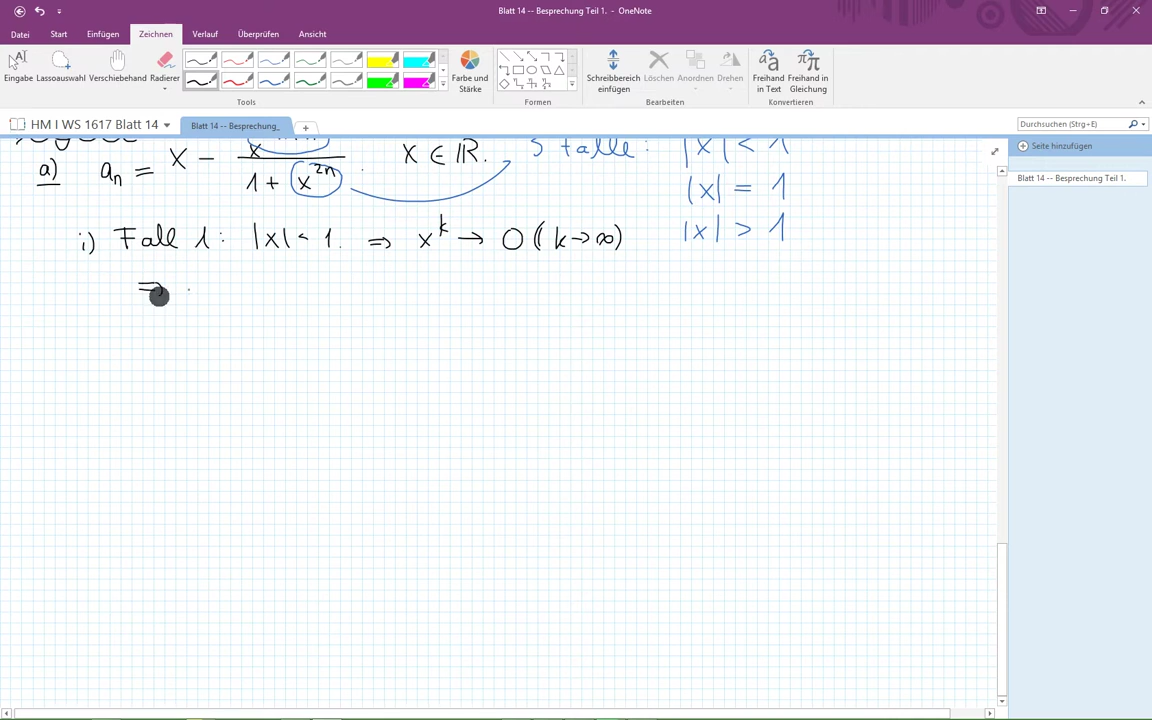 Blatt 14 -- Besprechung Teil 1. - OneNote
Datei Start Einfügen Zeichnen Verlauf Überprüfen Ansicht
Eingabe Lassoauswahl Verschiebehand Radierer
Farbe und Stärke
Schreibbereich einfügen
Löschen Anordnen Drehen
Freihand in Text
Freihand in Gleichung
Tools Formen Bearbeiten Konvertieren
HM I WS 1617 Blatt 14
Blatt 14 -- Besprechung_
Durchsuchen (Strg+E)
Seite hinzufügen
Blatt 14 -- Besprechung Teil 1.
a) aₙ = x − x / 1 + x²ⁿ x ∈ ℝ.
3 Fälle: |x| < 1
|x| = 1
|x| > 1
i) Fall 1: |x| < 1. ⇒ xᵏ → 0 (k → ∞)
⇒